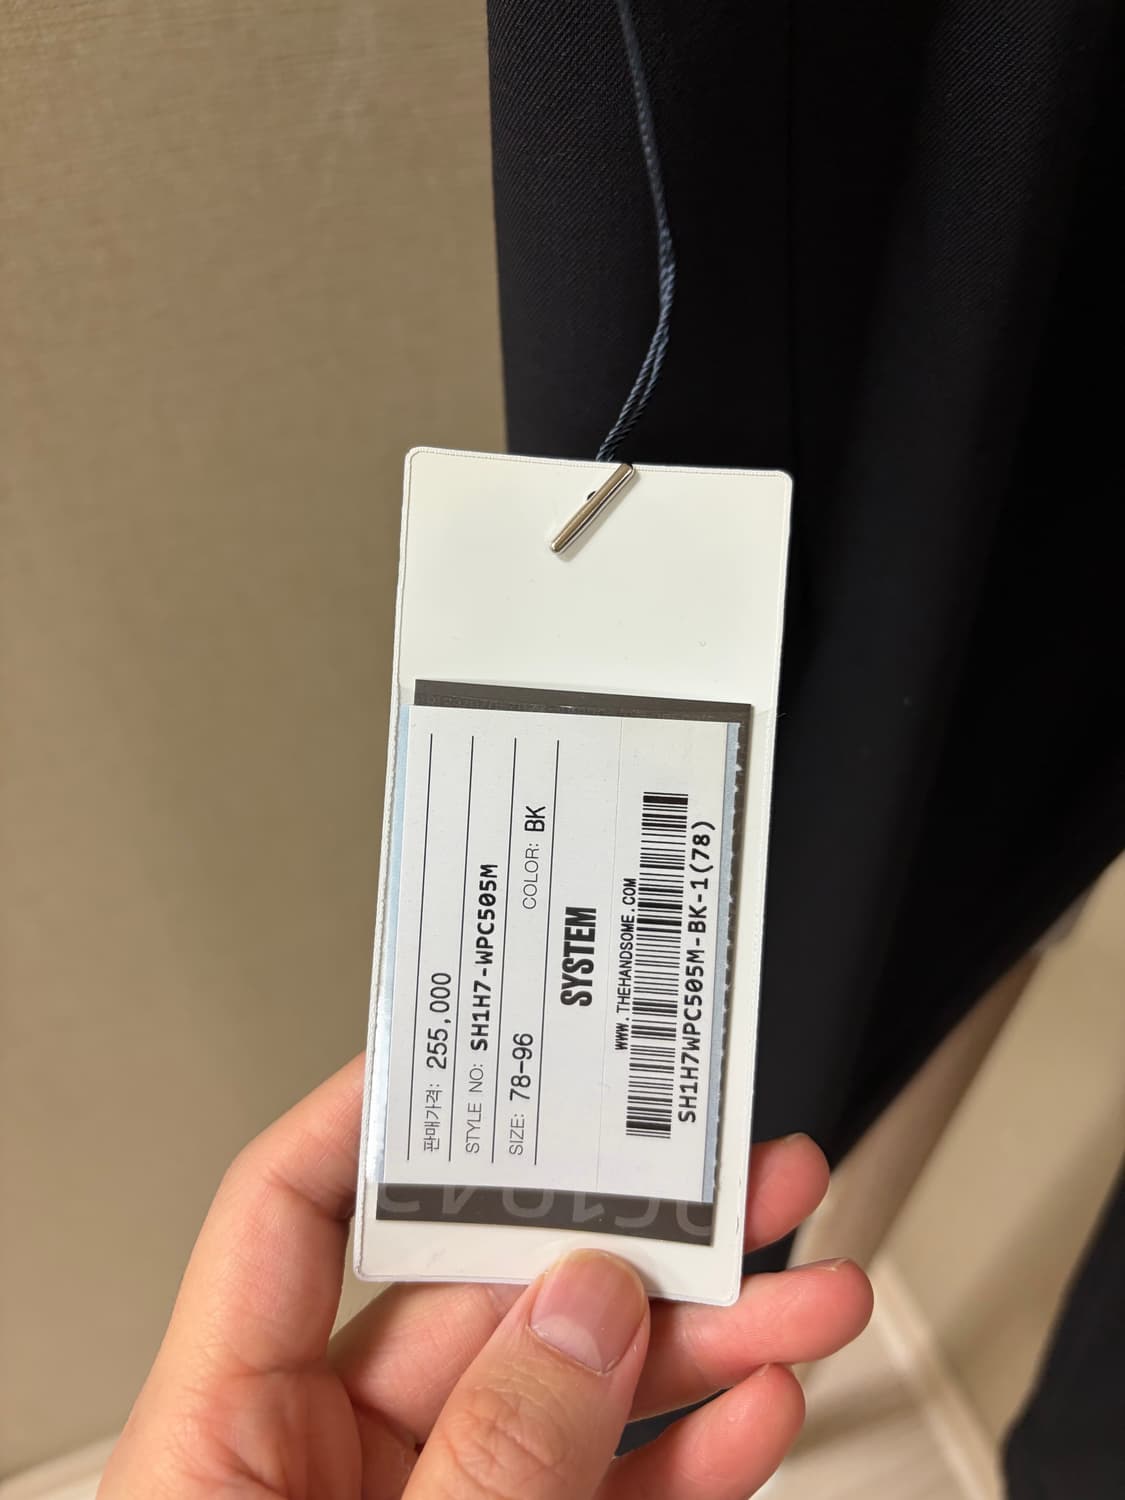 판매가격: 255,000
STYLE NO: SH1H7-WPC505M
SIZE: 78-96 COLOR: BK
SYSTEM
WWW.THEHANDSOME.COM
SH1H7WPC505M-BK-1(78)